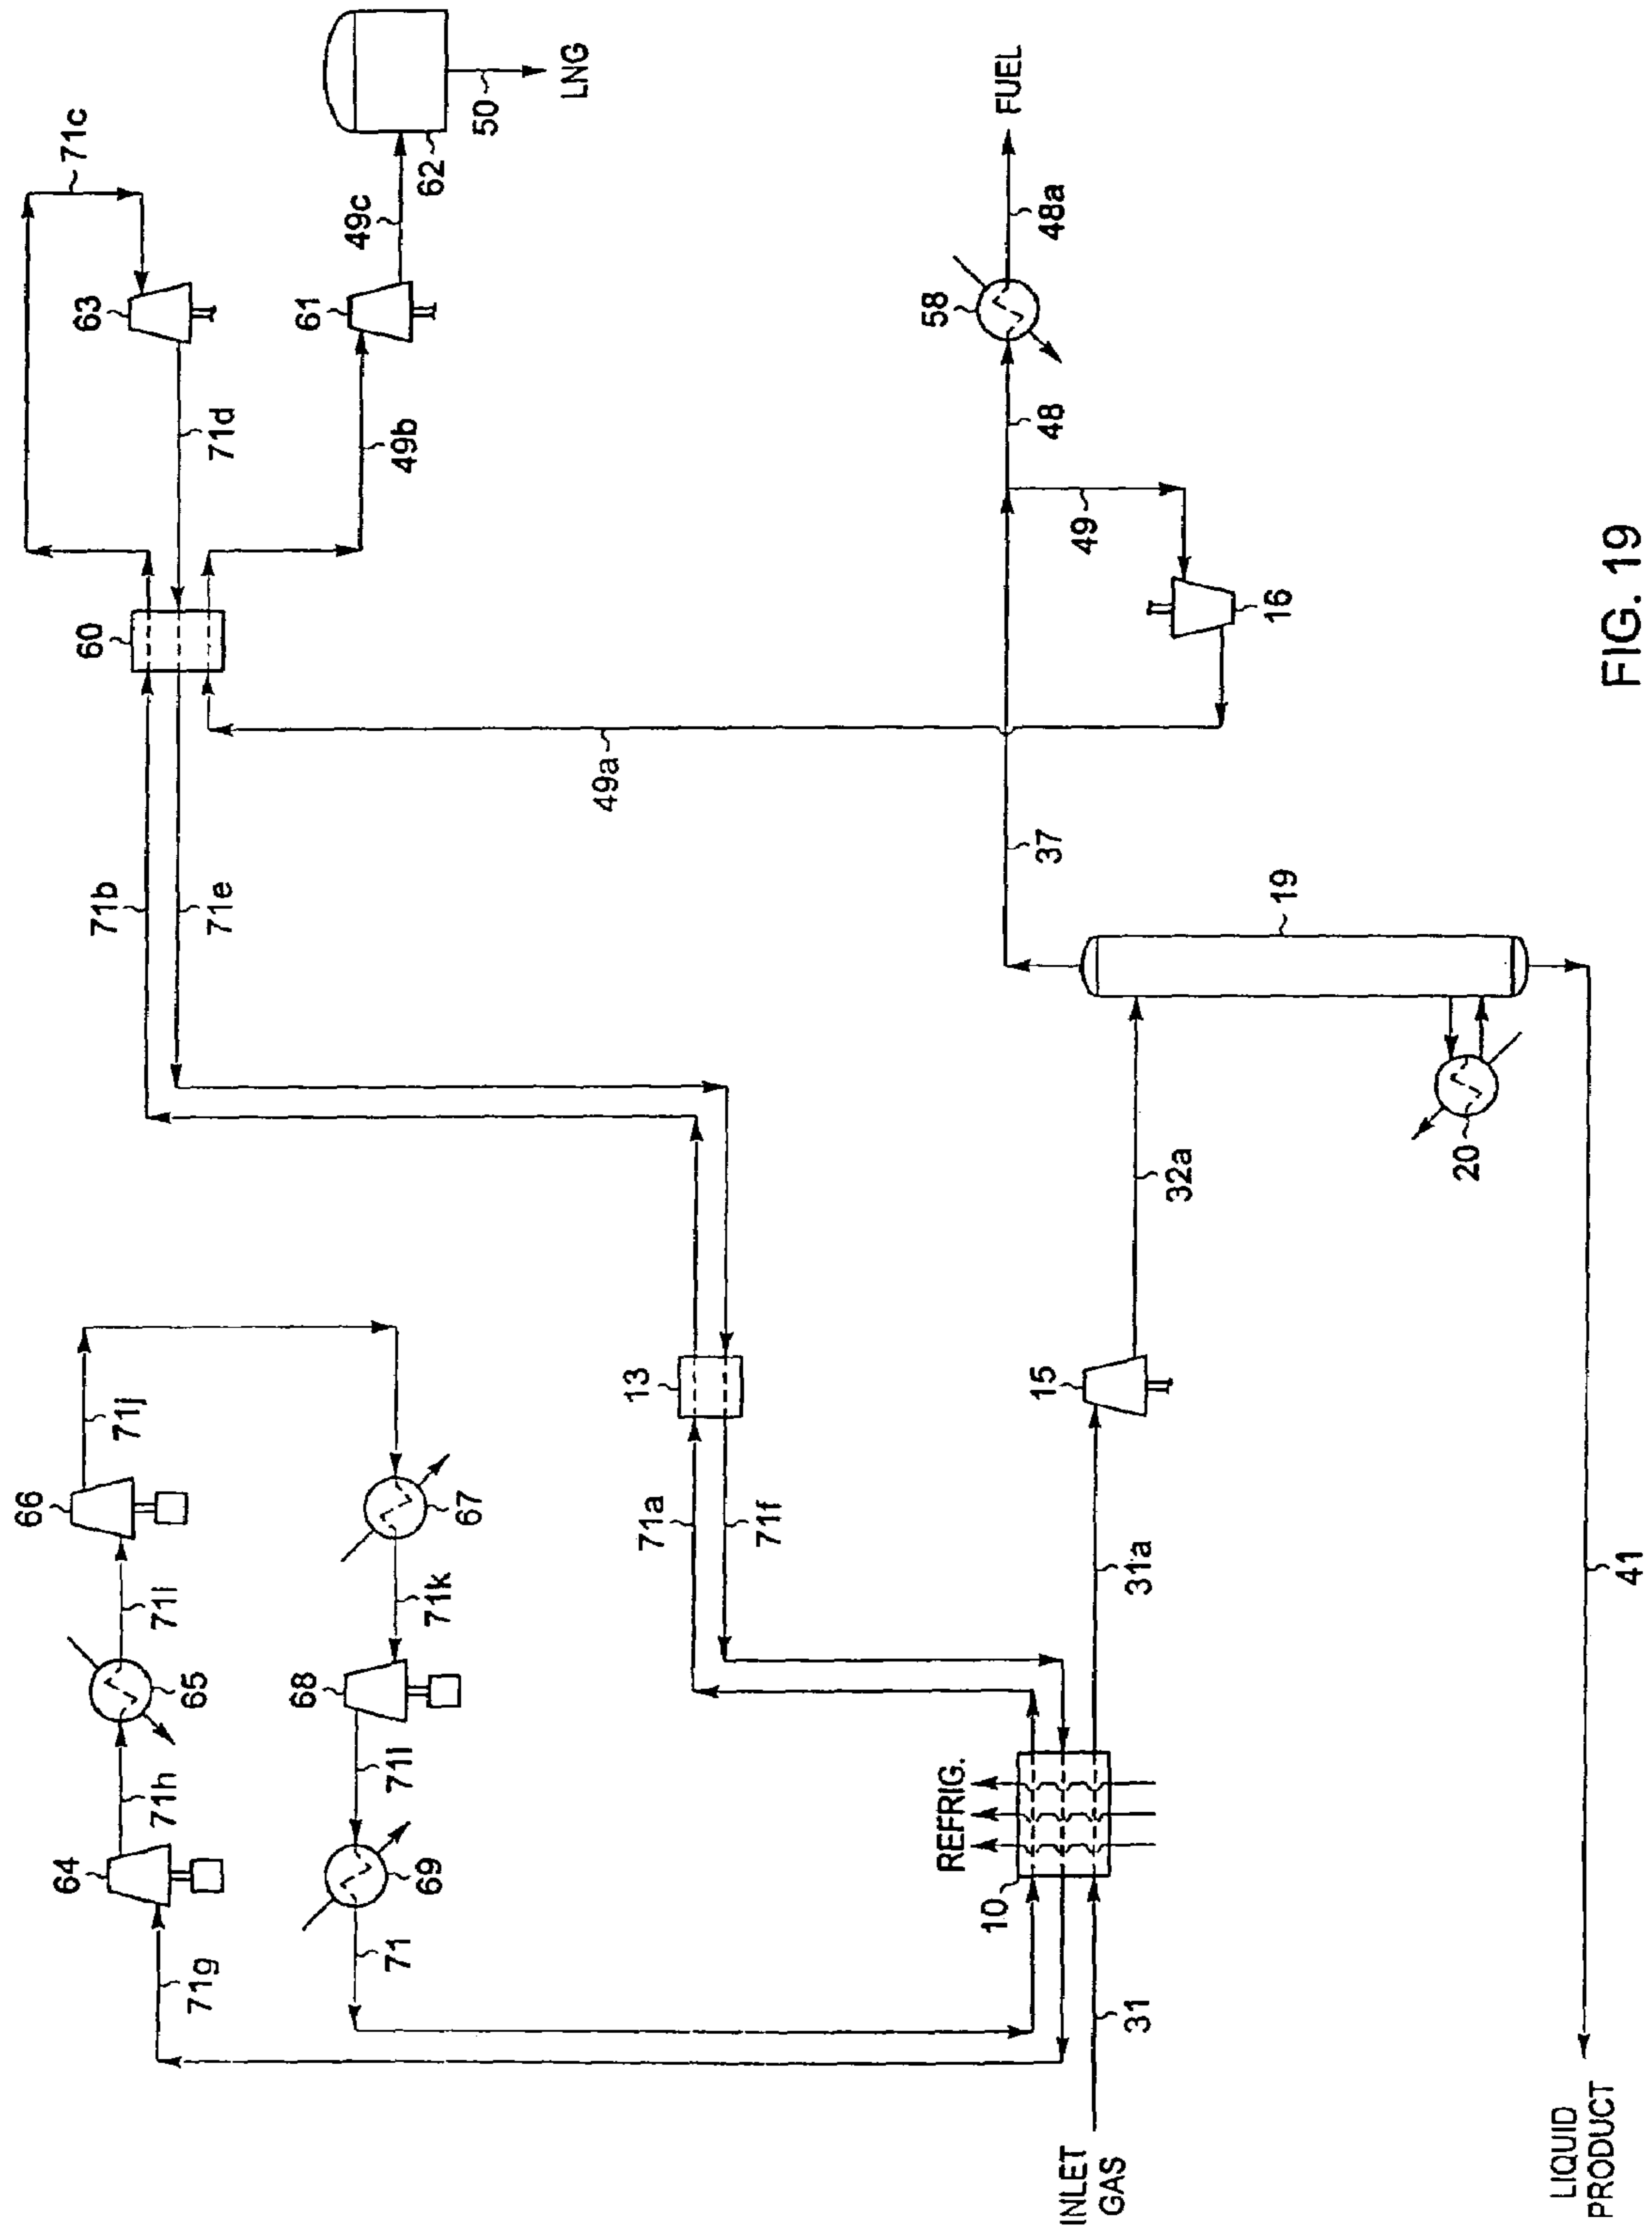 71c
63
61
71d
49b
60
49c
62
50
LNG
71b
71e
49a
66
71j
71i
65
67
71k
68
71h
64
71l
69
71g
71
13
71a
71f
FUEL
48a
58
48
49
16
37
19
32a
20
15
31a
REFRIG.
10
31
INLET
GAS
41
LIQUID
PRODUCT
FIG. 19